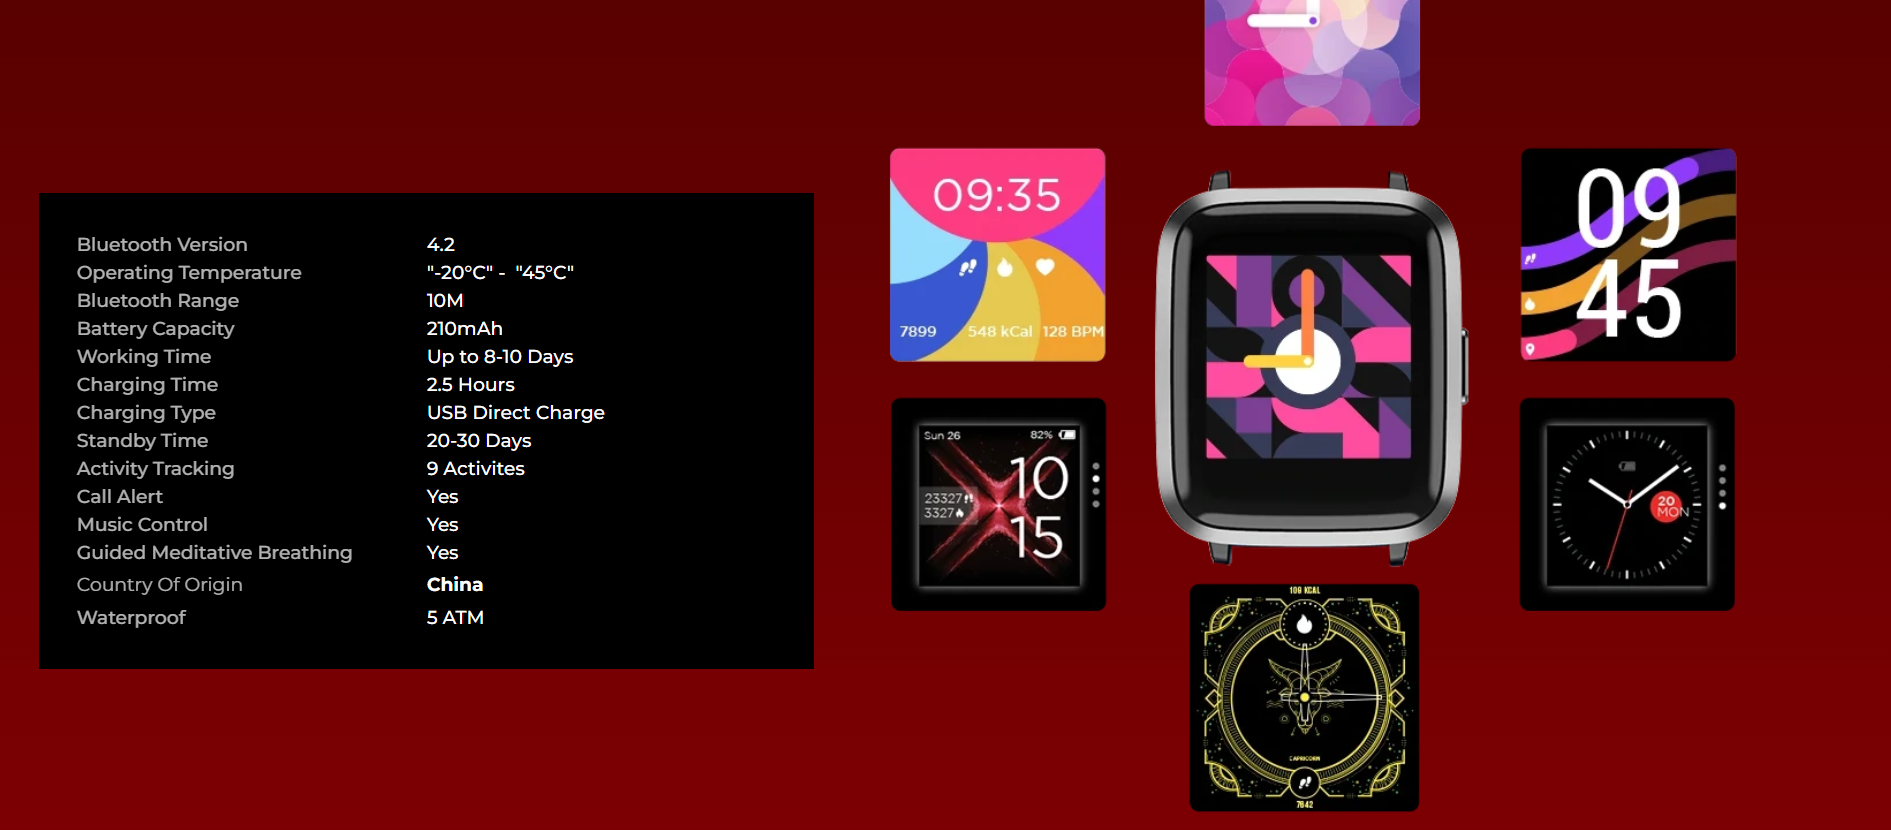 Bluetooth Version 4.2
Operating Temperature "-20°C" - "45°C"
Bluetooth Range 10M
Battery Capacity 210mAh
Working Time Up to 8-10 Days
Charging Time 2.5 Hours
Charging Type USB Direct Charge
Standby Time 20-30 Days
Activity Tracking 9 Activites
Call Alert Yes
Music Control Yes
Guided Meditative Breathing Yes
Country Of Origin China
Waterproof 5 ATM
09:35
7899 548 kCal 128 BPM
09
45
Sun 26 82%
10
23327
3327
15
20
MON
109 KCAL
CAPRICORN
7642